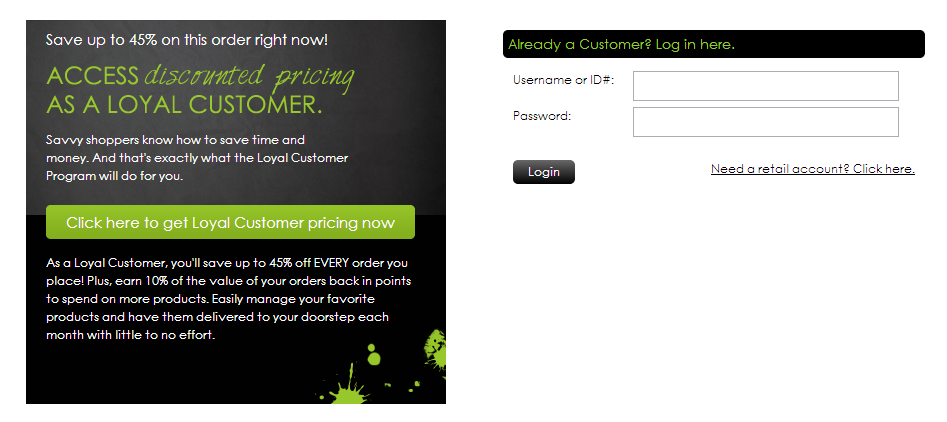 Save up to 45% on this order right now!
ACCESS discounted pricing
AS A LOYAL CUSTOMER.
Savvy shoppers know how to save time and
money. And that's exactly what the Loyal Customer
Program will do for you.
Click here to get Loyal Customer pricing now
As a Loyal Customer, you'll save up to 45% off EVERY order you
place! Plus, earn 10% of the value of your orders back in points
to spend on more products. Easily manage your favorite
products and have them delivered to your doorstep each
month with little to no effort.
Already a Customer? Log in here.
Username or ID#:
Password:
Login
Need a retail account? Click here.